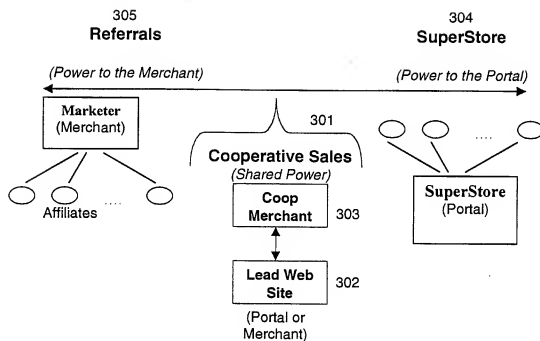 305
Referrals
304
SuperStore
(Power to the Merchant)
(Power to the Portal)
Marketer
(Merchant)
....
Affiliates
301
Cooperative Sales
(Shared Power)
Coop
Merchant
303
Lead Web
Site
302
(Portal or
Merchant)
....
SuperStore
(Portal)